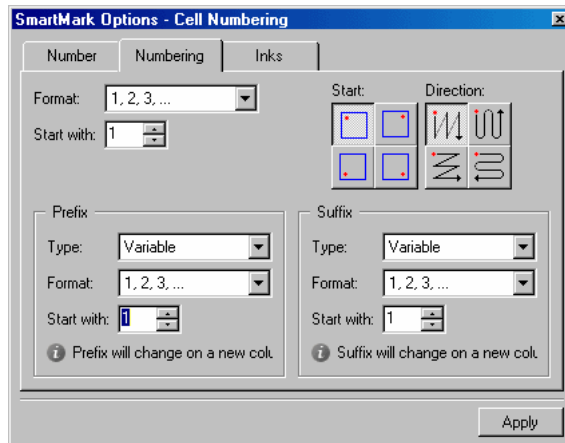 SmartMark Options - Cell Numbering
Number Numbering Inks
Format: 1, 2, 3, ...
Start with: 1
Start: Direction:
Prefix
Type: Variable
Format: 1, 2, 3, ...
Start with: 1
Prefix will change on a new colu
Suffix
Type: Variable
Format: 1, 2, 3, ...
Start with: 1
Suffix will change on a new colu
Apply